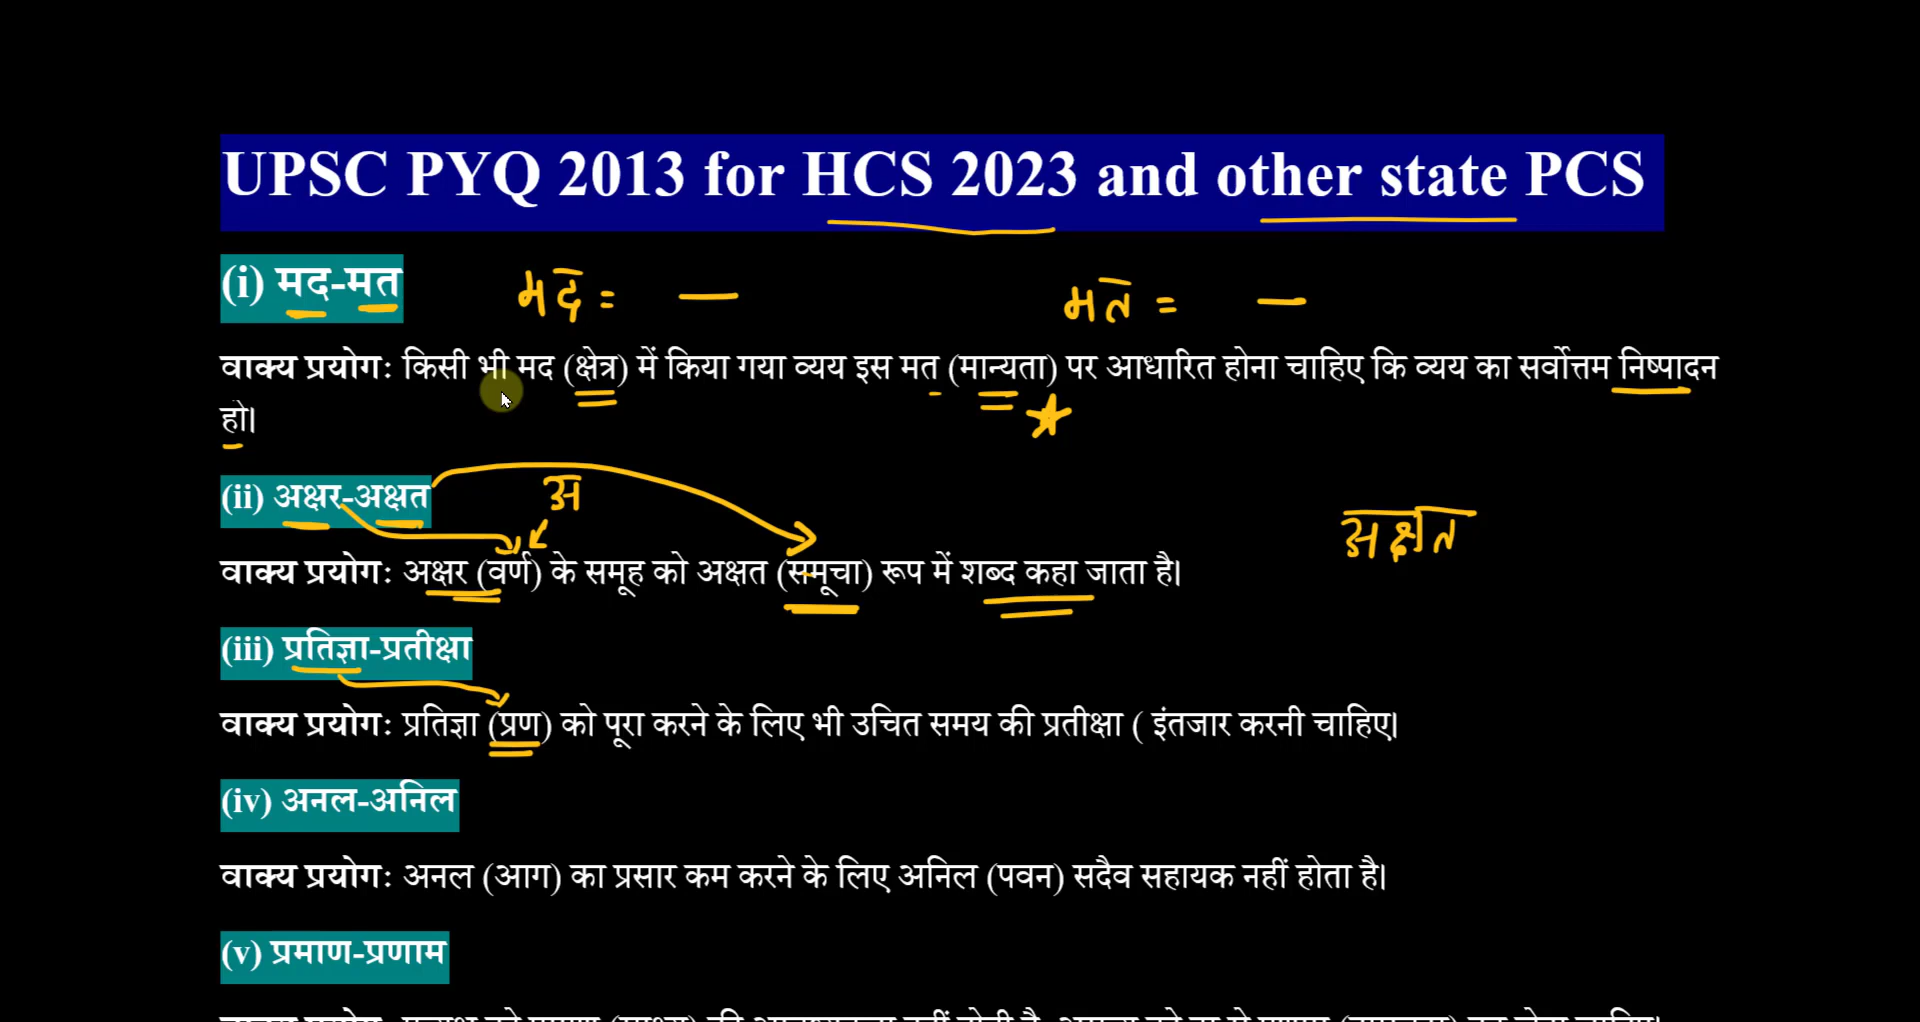 UPSC PYQ 2013 for HCS 2023 and other state PCS
(i) मद-मत मद = — मत = —
वाक्य प्रयोगः किसी भी मद (क्षेत्र) में किया गया व्यय इस मत (मान्यता) पर आधारित होना चाहिए कि व्यय का सर्वोत्तम निष्पादन
हो।
(ii) अक्षर-अक्षत अ अक्षत
वाक्य प्रयोगः अक्षर (वर्ण) के समूह को अक्षत (समूचा) रूप में शब्द कहा जाता है।
(iii) प्रतिज्ञा-प्रतीक्षा
वाक्य प्रयोगः प्रतिज्ञा (प्रण) को पूरा करने के लिए भी उचित समय की प्रतीक्षा ( इंतजार करनी चाहिए।
(iv) अनल-अनिल
वाक्य प्रयोगः अनल (आग) का प्रसार कम करने के लिए अनिल (पवन) सदैव सहायक नहीं होता है।
(v) प्रमाण-प्रणाम
वाक्य प्रयोगः